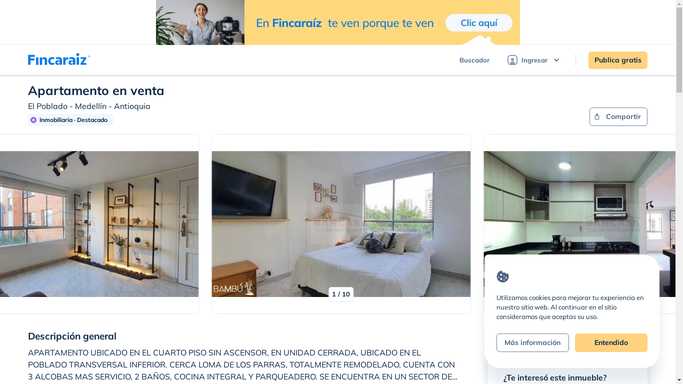 En Fincaraíz te ven porque te ven
Clic aquí
Fincaraiz
Buscador
Ingresar
Publica gratis
Apartamento en venta
El Poblado - Medellín - Antioquia
Inmobiliaria · Destacado
Compartir
BAMBÚ
1 / 10
Utilizamos cookies para mejorar tu experiencia en
nuestro sitio web. Al continuar en el sitio
consideramos que aceptas su uso.
Más información
Entendido
Descripción general
APARTAMENTO UBICADO EN EL CUARTO PISO SIN ASCENSOR, EN UNIDAD CERRADA, UBICADO EN EL
POBLADO TRANSVERSAL INFERIOR, CERCA LOMA DE LOS PARRAS, TOTALMENTE REMODELADO, CUENTA CON
3 ALCOBAS MAS SERVICIO, 2 BAÑOS, COCINA INTEGRAL Y PARQUEADERO. SE ENCUENTRA EN UN SECTOR DE...
¿Te interesó este inmueble?